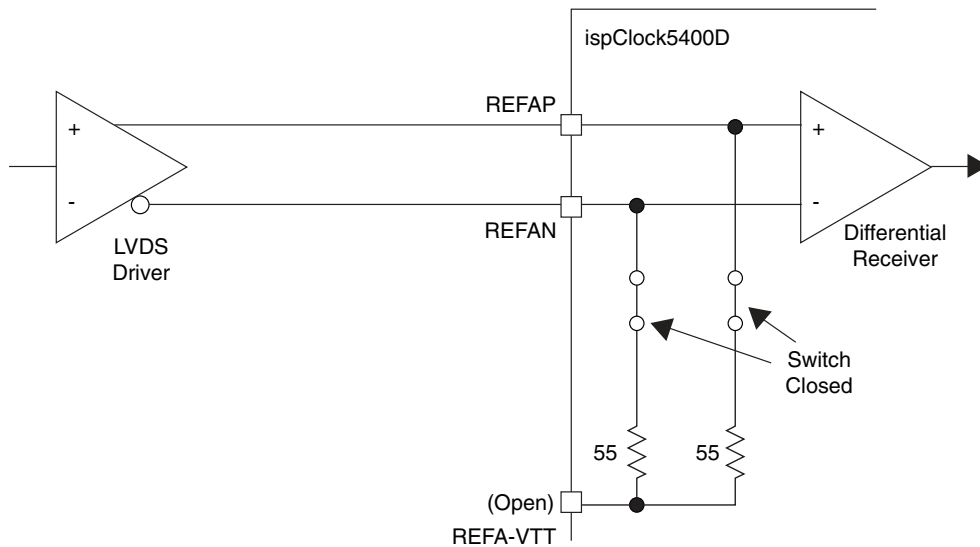 ispClock5400D
REFAP
+
-
+
-
REFAN
LVDS
Driver
Differential
Receiver
Switch
Closed
55
55
(Open)
REFA-VTT